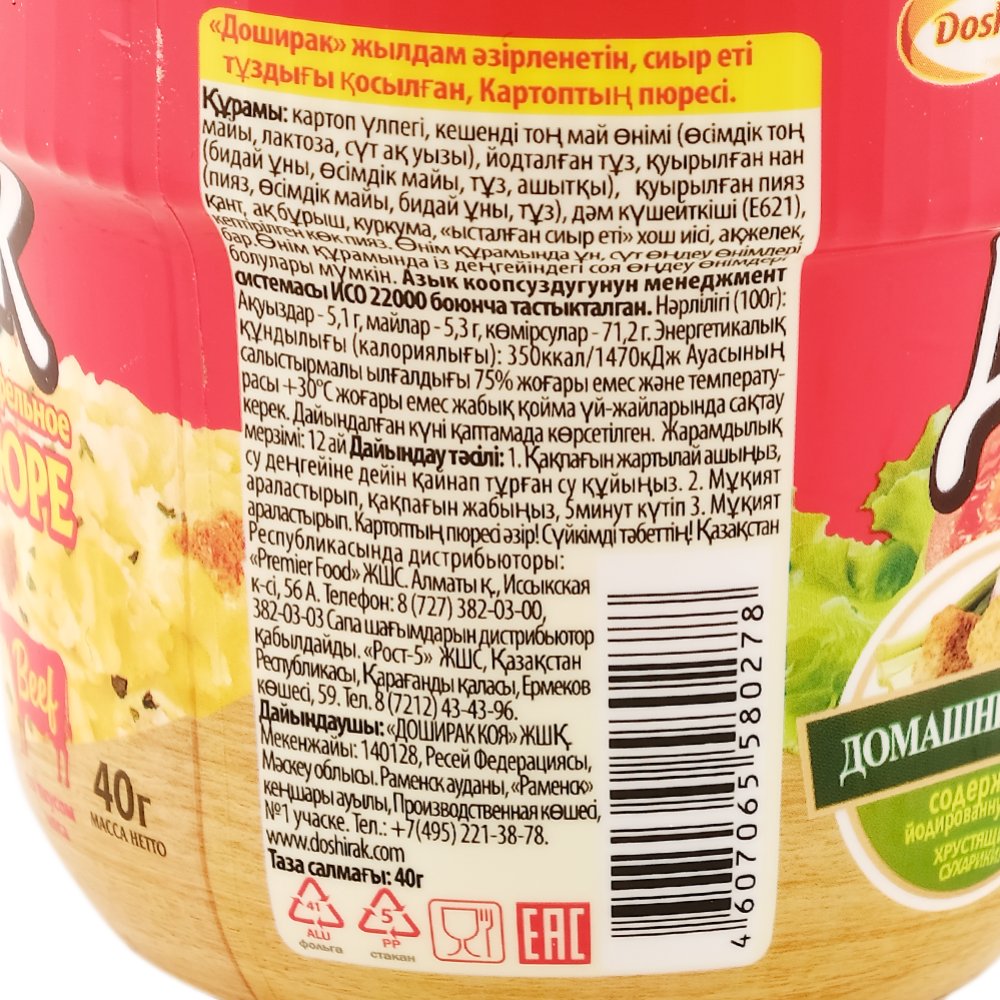 «Доширак» жылдам әзірленетін, сиыр еті
тұздығы қосылған, Картоптың пюресі.
Құрамы: картоп үлпегі, кешенді тоң май өнімі (өсімдік тоң
майы, лактоза, сүт ақ уызы), йодталған тұз, қуырылған нан
(бидай ұны, өсімдік майы, тұз, ашытқы), қуырылған пияз
(пияз, өсімдік майы, бидай ұны, тұз), дәм күшейткіші (Е621),
қант, ақ бұрыш, куркума, «ысталған сиыр еті» хош иісі, ақжелек,
кептірілген көк пияз. Өнім құрамында ұн, сүт өңдеу өнімдері
бар. Өнім құрамында із деңгейіндегі соя өңдеу өнімдері
болулары мүмкін. Азык коопсуздугунун менеджмент
системасы ИСО 22000 боюнча тастыкталган. Нәрлілігі (100г):
Ақуыздар - 5,1 г, майлар - 5,3 г, көмірсулар - 71,2 г. Энергетикалық
құндылығы (калориялығы): 350ккал/1470кДж Ауасының
салыстырмалы ылғалдығы 75% жоғары емес және температу-
расы +30°С жоғары емес жабық қойма үй-жайларында сақтау
керек. Дайындалған күні қаптамада көрсетілген. Жарамдылық
мерзімі: 12 ай Дайындау тәсілі: 1. Қақпағын жартылай ашыңыз,
су деңгейіне дейін қайнап тұрған су құйыңыз. 2. Мұқият
араластырып, қақпағын жабыңыз, 5минут күтіп 3. Мұқият
араластырып. Картоптың пюресі әзір! Сүйкімді тәбеттің! Қазақстан
Республикасында дистрибьюторы:
«Premier Food» ЖШС. Алматы қ., Иссыкская
к-сі, 56 А. Телефон: 8 (727) 382-03-00,
382-03-03 Сапа шағымдарын дистрибьютор
қабылдайды. «Рост-5» ЖШС, Қазақстан
Республикасы, Қарағанды қаласы, Ермеков
көшесі, 59. Тел. 8 (7212) 43-43-96.
Дайындаушы: «ДОШИРАК КОЯ» ЖШҚ
Мекенжайы: 140128, Ресей Федерациясы,
Мәскеу облысы. Раменск ауданы, «Раменск»
кеңшары ауылы, Производственная көшесі,
№1 учаске. Тел.: +7(495) 221-38-78.
www.doshirak.com
Таза салмағы: 40г
41
ALU
фольга
5
PP
стакан
EAC
4 607065 580278
Beef
40г
МАССА НЕТТО
Dosh
ДОМАШН
содерж
йодированну
ХРУСТЯЩ
СУХАРИК